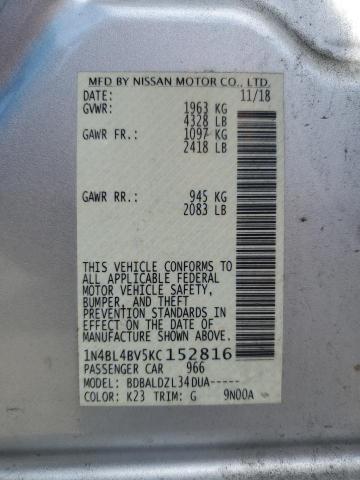 MFD BY NISSAN MOTOR CO., LTD.
DATE: 11/18
GVWR: 1963 KG
4328 LB
GAWR FR.: 1097 KG
2418 LB
GAWR RR.: 945 KG
2083 LB
THIS VEHICLE CONFORMS TO
ALL APPLICABLE FEDERAL
MOTOR VEHICLE SAFETY,
BUMPER, AND THEFT
PREVENTION STANDARDS IN
EFFECT ON THE DATE OF
MANUFACTURE SHOWN ABOVE.
1N4BL4BV5KC152816
PASSENGER CAR 966
MODEL: BDBALDZL34DUA-----
COLOR: K23 TRIM: G 9N00A